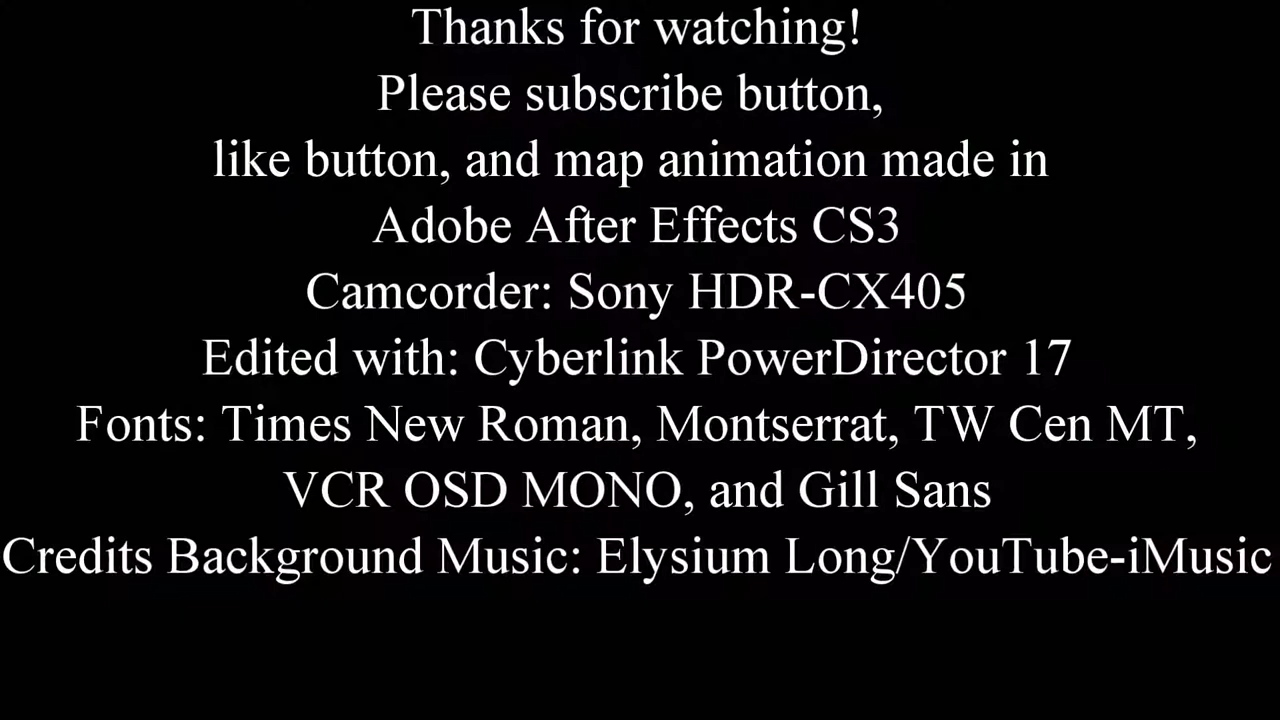 Thanks for watching!
Please subscribe button,
like button, and map animation made in
Adobe After Effects CS3
Camcorder: Sony HDR-CX405
Edited with: Cyberlink PowerDirector 17
Fonts: Times New Roman, Montserrat, TW Cen MT,
VCR OSD MONO, and Gill Sans
Credits Background Music: Elysium Long/YouTube-iMusic